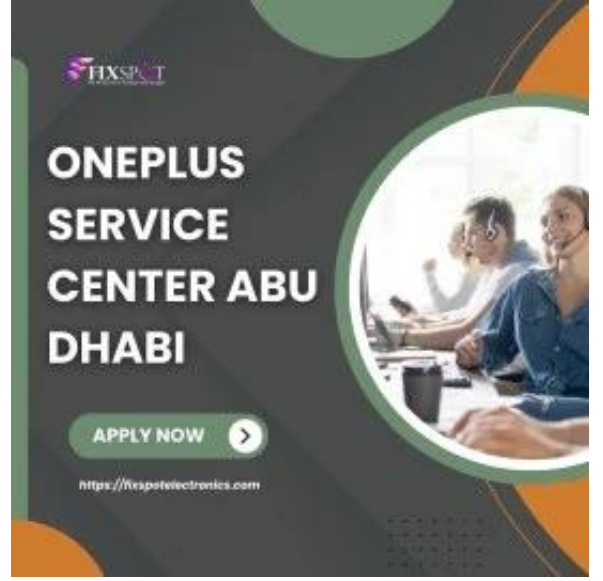 FIXSPOT
ONEPLUS
SERVICE
CENTER ABU
DHABI
APPLY NOW
https://fixspotelectronics.com